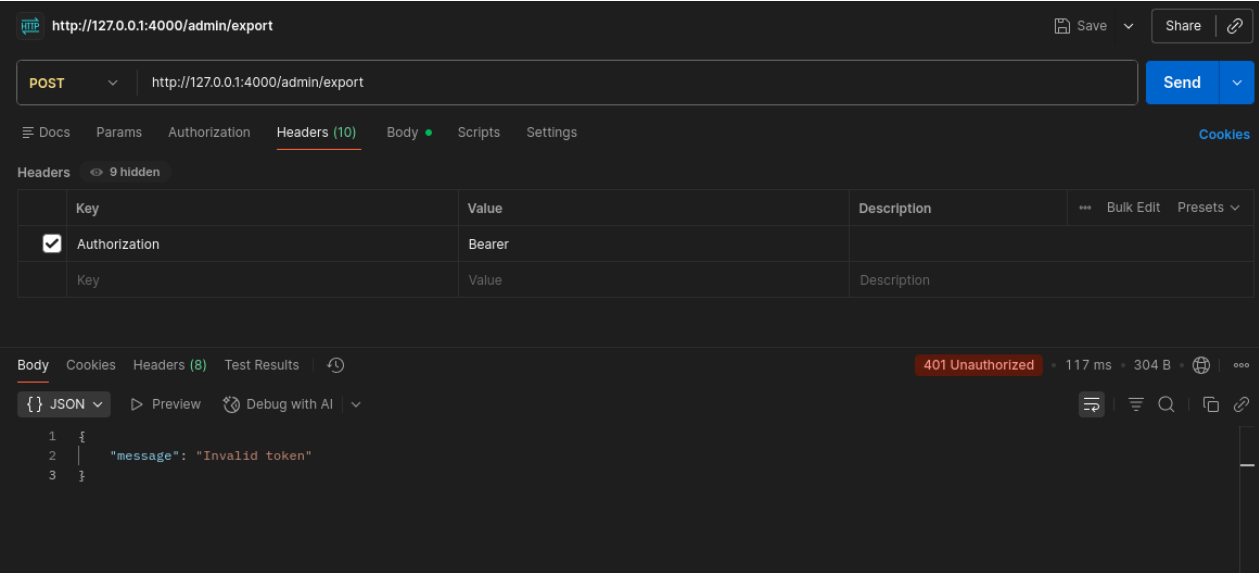 HTTP http://127.0.0.1:4000/admin/export Save Share
POST http://127.0.0.1:4000/admin/export Send
Docs Params Authorization Headers (10) Body Scripts Settings Cookies
Headers 9 hidden
Key Value Description ••• Bulk Edit Presets
Authorization Bearer
Key Value Description
Body Cookies Headers (8) Test Results 401 Unauthorized • 117 ms • 304 B •
{} JSON Preview Debug with AI
1 {
2 "message": "Invalid token"
3 }